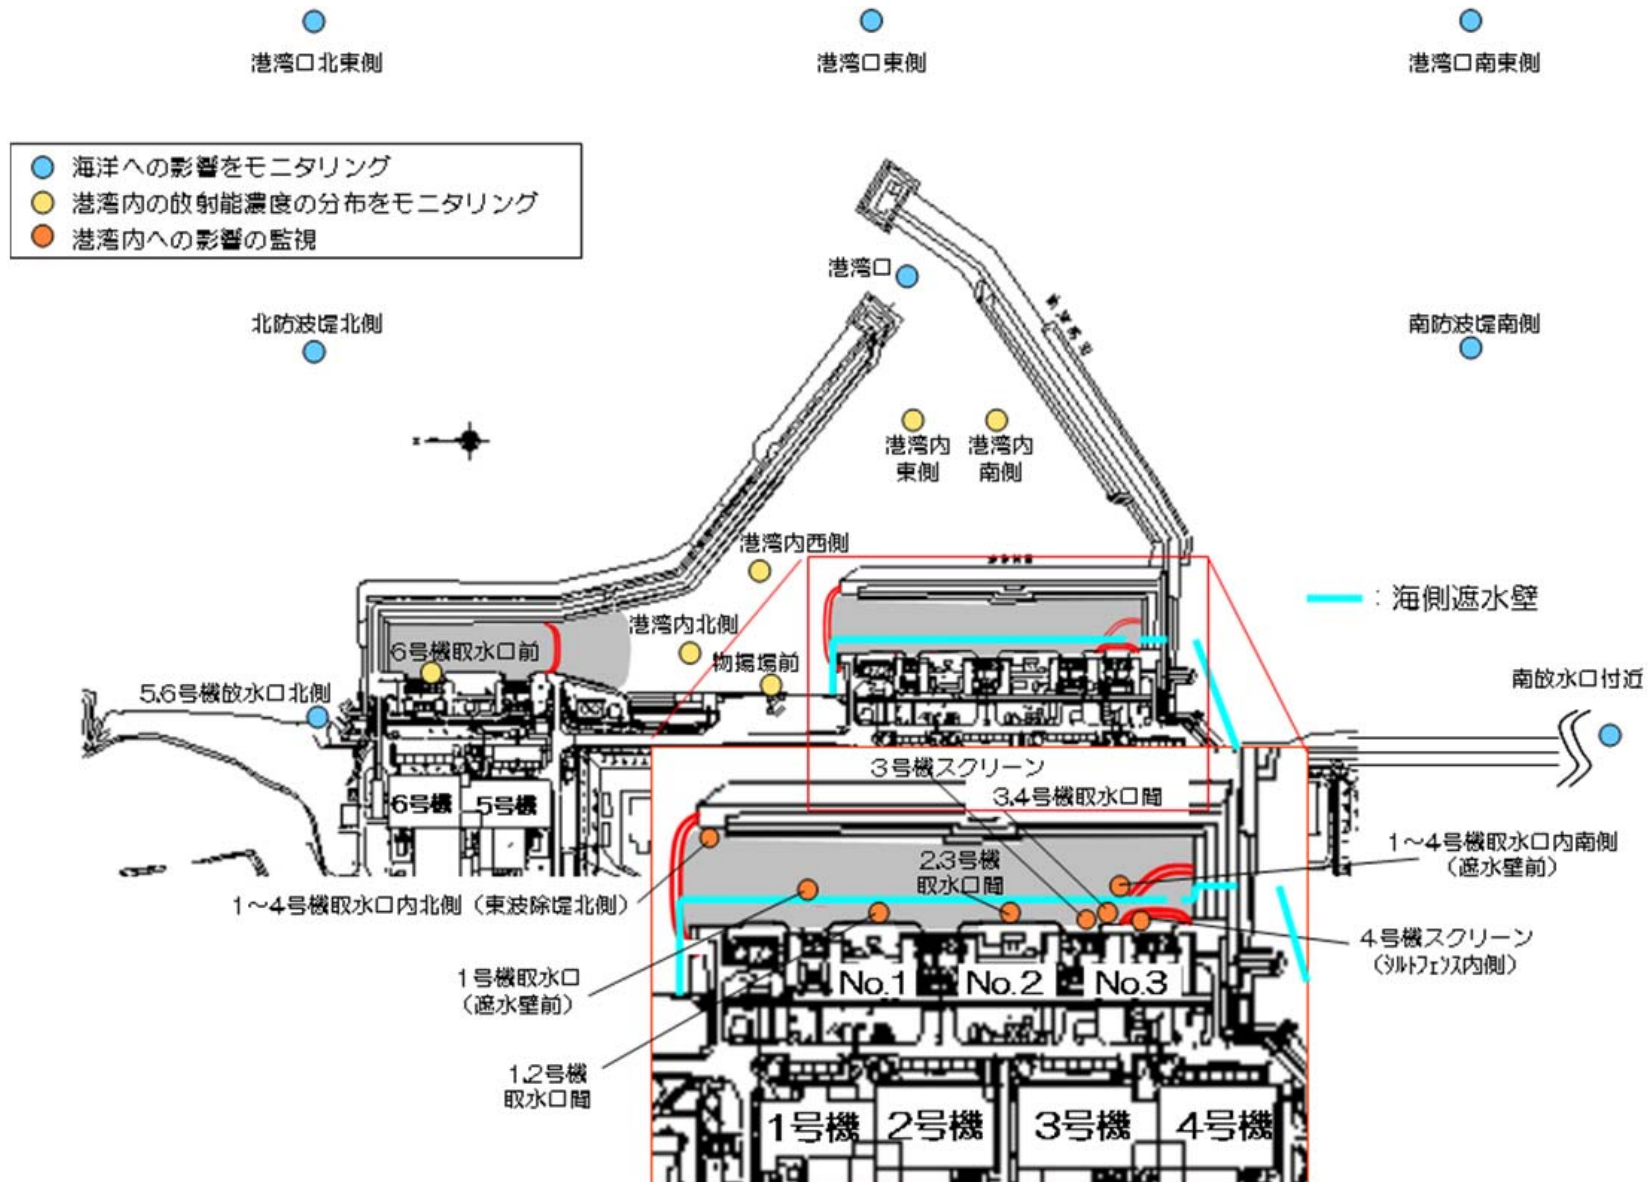 港湾口北東側
港湾口東側
港湾口南東側
海洋への影響をモニタリング
港湾内の放射能濃度の分布をモニタリング
港湾内への影響の監視
港湾口
北防波堤北側
南防波堤南側
港湾内
東側
港湾内
南側
港湾内西側
：海側遮水壁
港湾内北側
6号機取水口前
物揚場前
5,6号機放水口北側
南放水口付近
6号機
5号機
3号機スクリーン
3,4号機取水口間
1～4号機取水口内南側
（遮水壁前）
2,3号機
取水口間
1～4号機取水口内北側（東波除堤北側）
4号機スクリーン
（シルトフェンス内側）
1号機取水口
（遮水壁前）
No.1
No.2
No.3
1,2号機
取水口間
1号機
2号機
3号機
4号機